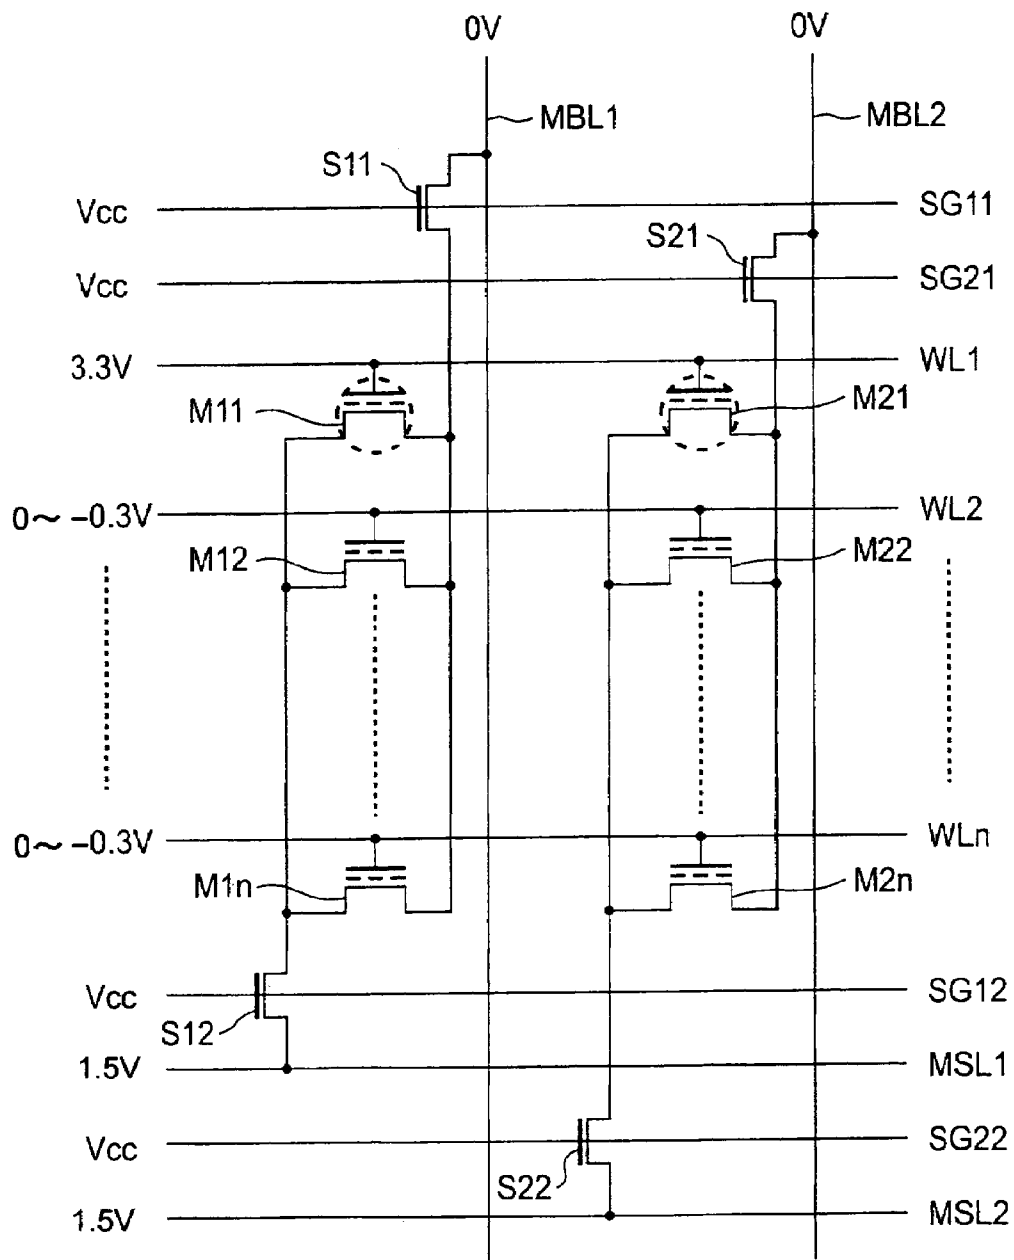 0V 0V
MBL1 MBL2
S11
Vcc SG11
S21
Vcc SG21
3.3V WL1
M11 M21
0～ −0.3V WL2
M12 M22
0～ −0.3V WLn
M1n M2n
Vcc SG12
S12
1.5V MSL1
Vcc SG22
S22
1.5V MSL2